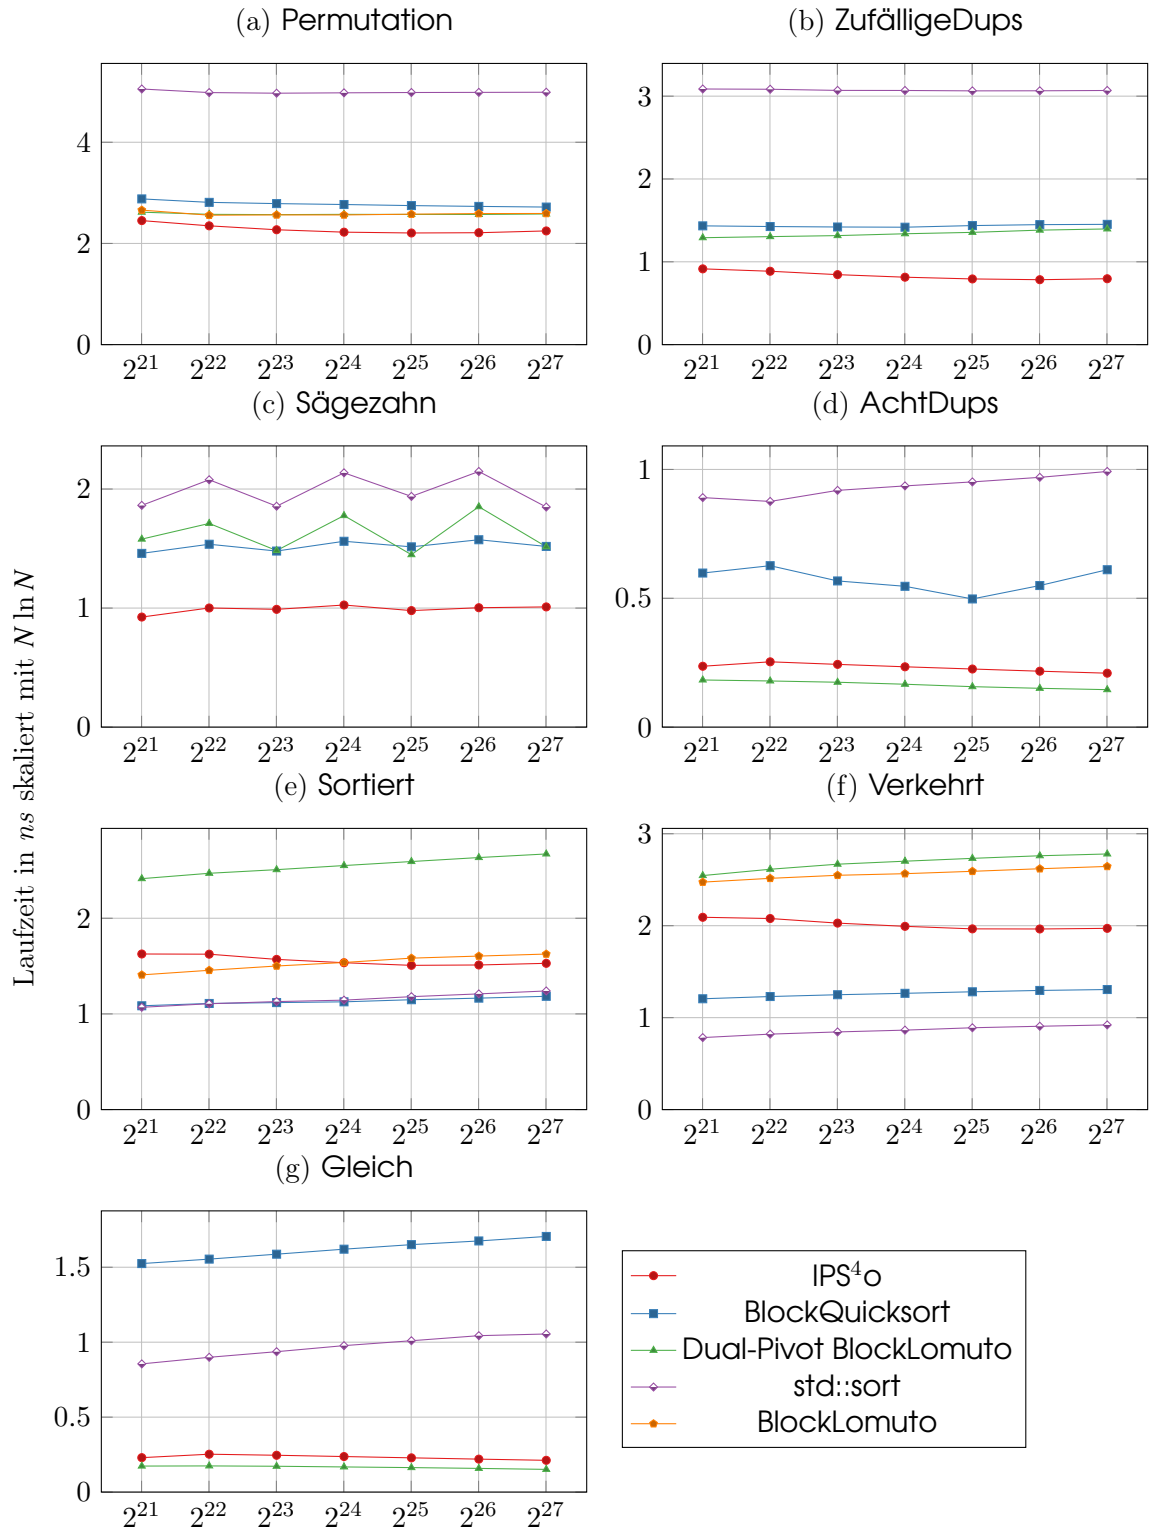 (a) Permutation
(b) ZufälligeDups
4
2
0
2^21 2^22 2^23 2^24 2^25 2^26 2^27
3
2
1
0
2^21 2^22 2^23 2^24 2^25 2^26 2^27
(c) Sägezahn
(d) AchtDups
2
1
0
2^21 2^22 2^23 2^24 2^25 2^26 2^27
1
0.5
0
2^21 2^22 2^23 2^24 2^25 2^26 2^27
Laufzeit in ns skaliert mit N ln N
(e) Sortiert
(f) Verkehrt
2
1
0
2^21 2^22 2^23 2^24 2^25 2^26 2^27
3
2
1
0
2^21 2^22 2^23 2^24 2^25 2^26 2^27
(g) Gleich
1.5
1
0.5
0
2^21 2^22 2^23 2^24 2^25 2^26 2^27
IPS⁴o
BlockQuicksort
Dual-Pivot BlockLomuto
std::sort
BlockLomuto